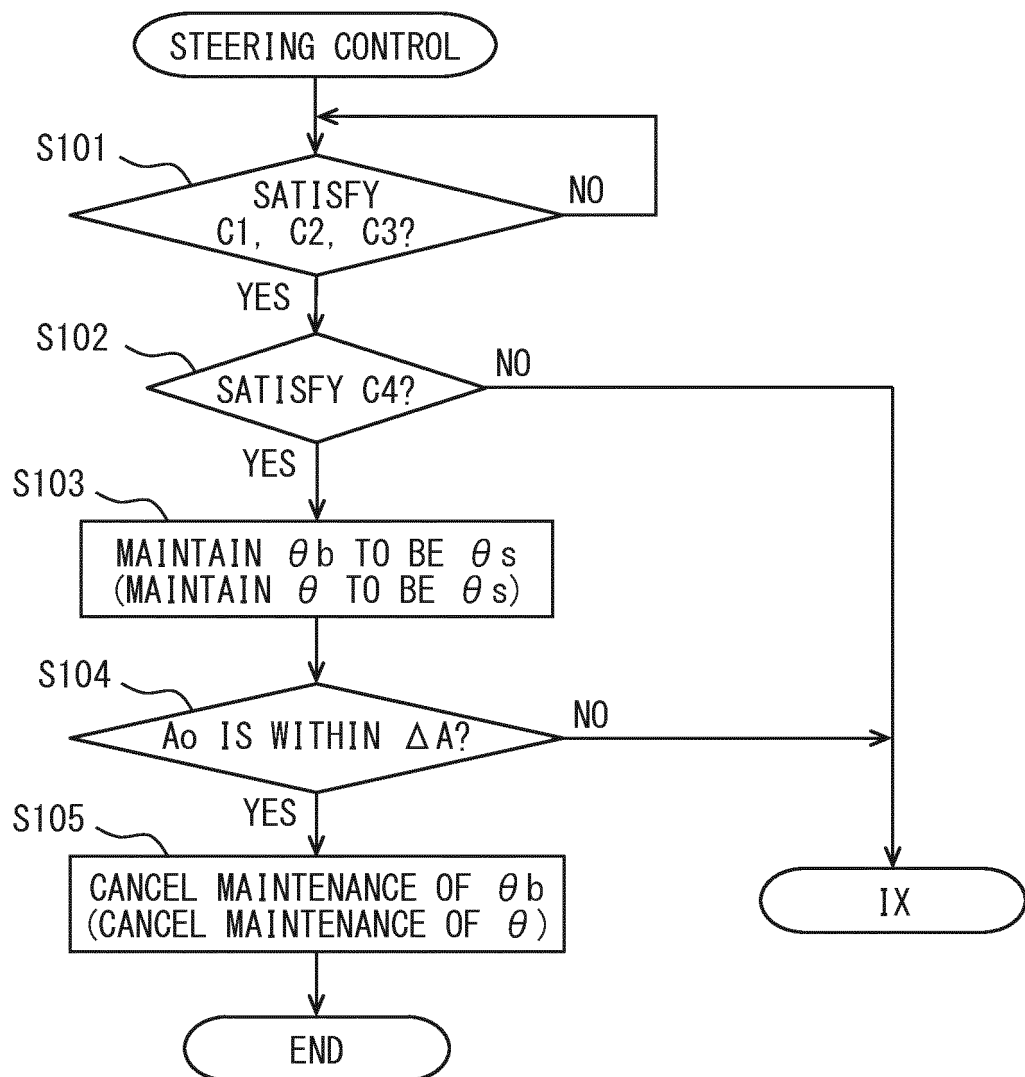 STEERING CONTROL
S101
SATISFY
C1, C2, C3?
NO
YES
S102
SATISFY C4?
NO
YES
S103
MAINTAIN θb TO BE θs
(MAINTAIN θ TO BE θs)
S104
Ao IS WITHIN ΔA?
NO
YES
S105
CANCEL MAINTENANCE OF θb
(CANCEL MAINTENANCE OF θ)
IX
END